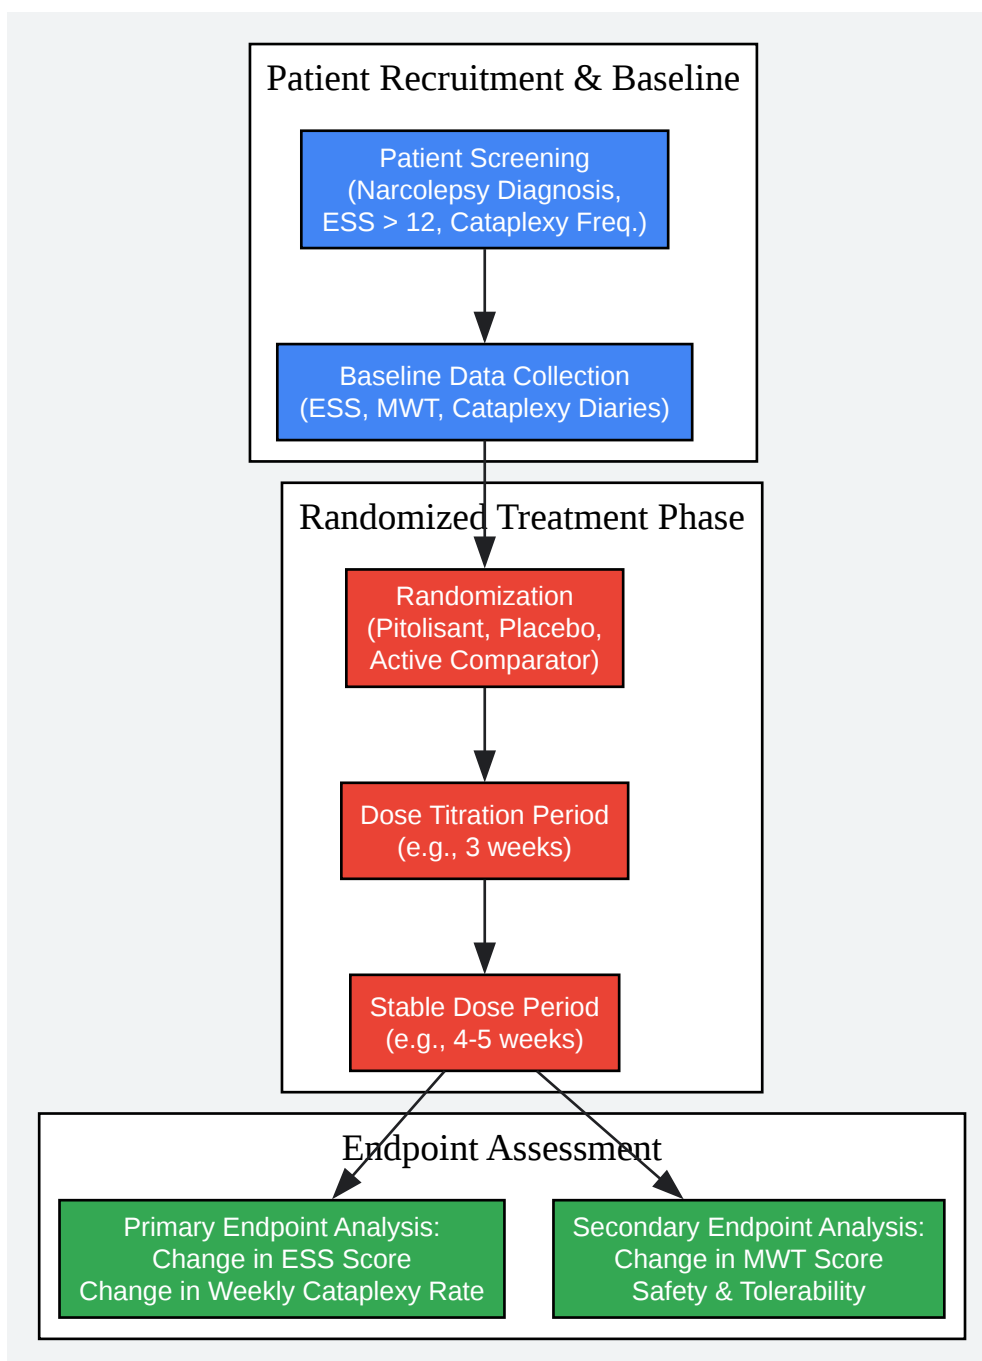 Patient Recruitment & Baseline
Patient Screening
(Narcolepsy Diagnosis,
ESS > 12, Cataplexy Freq.)
Baseline Data Collection
(ESS, MWT, Cataplexy Diaries)
Randomized Treatment Phase
Randomization
(Pitolisant, Placebo,
Active Comparator)
Dose Titration Period
(e.g., 3 weeks)
Stable Dose Period
(e.g., 4-5 weeks)
Endpoint Assessment
Primary Endpoint Analysis:
Change in ESS Score
Change in Weekly Cataplexy Rate
Secondary Endpoint Analysis:
Change in MWT Score
Safety & Tolerability